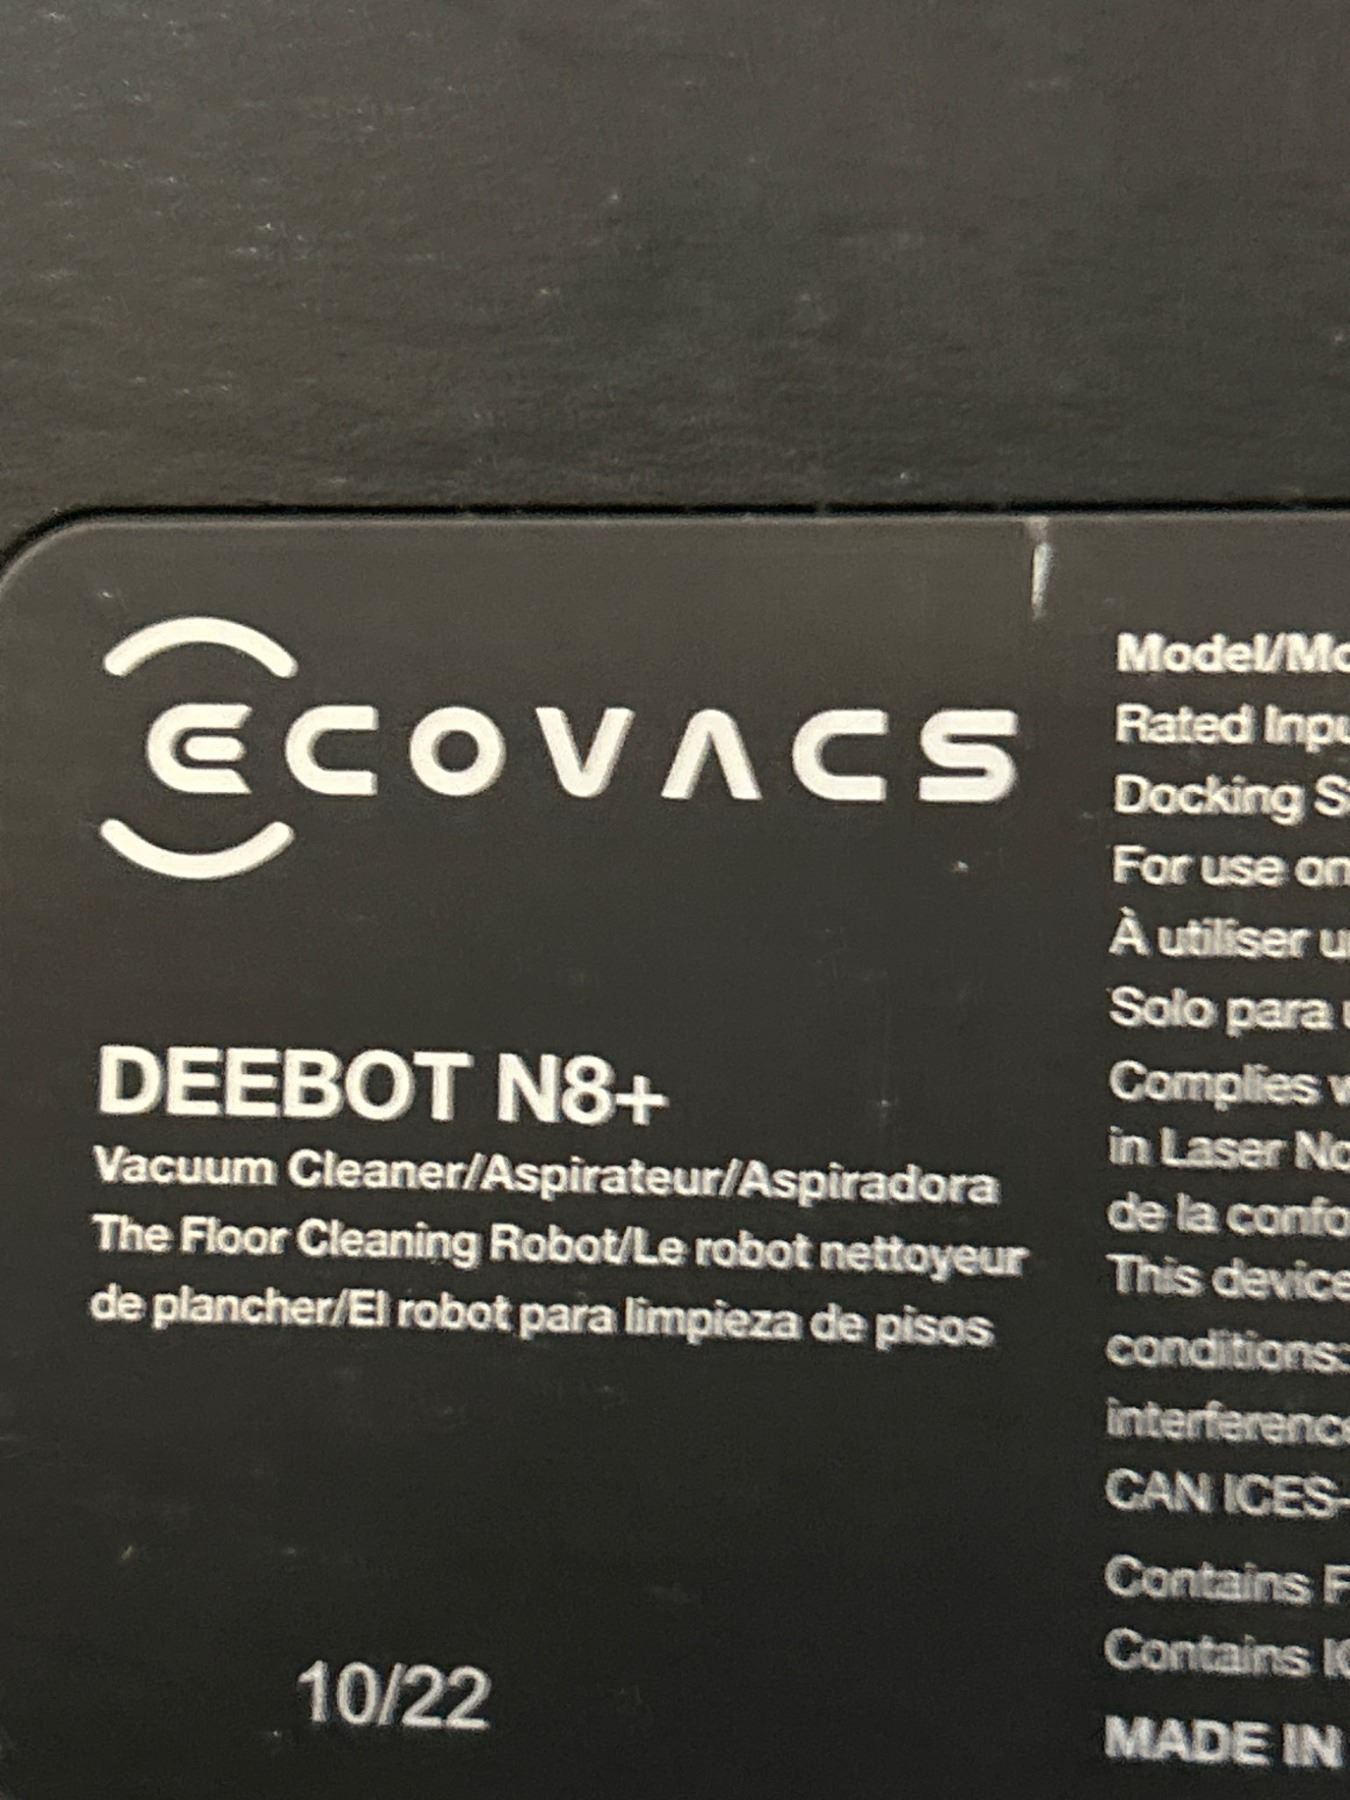 ECOVACS
DEEBOT N8+
Vacuum Cleaner/Aspirateur/Aspiradora
The Floor Cleaning Robot/Le robot nettoyeur
de plancher/El robot para limpieza de pisos
10/22
Model/Mo
Rated Inpu
Docking S
For use on
À utiliser u
Solo para u
Complies w
in Laser No
de la confo
This device
conditions:
interference
CAN ICES-
Contains F
Contains IC
MADE IN